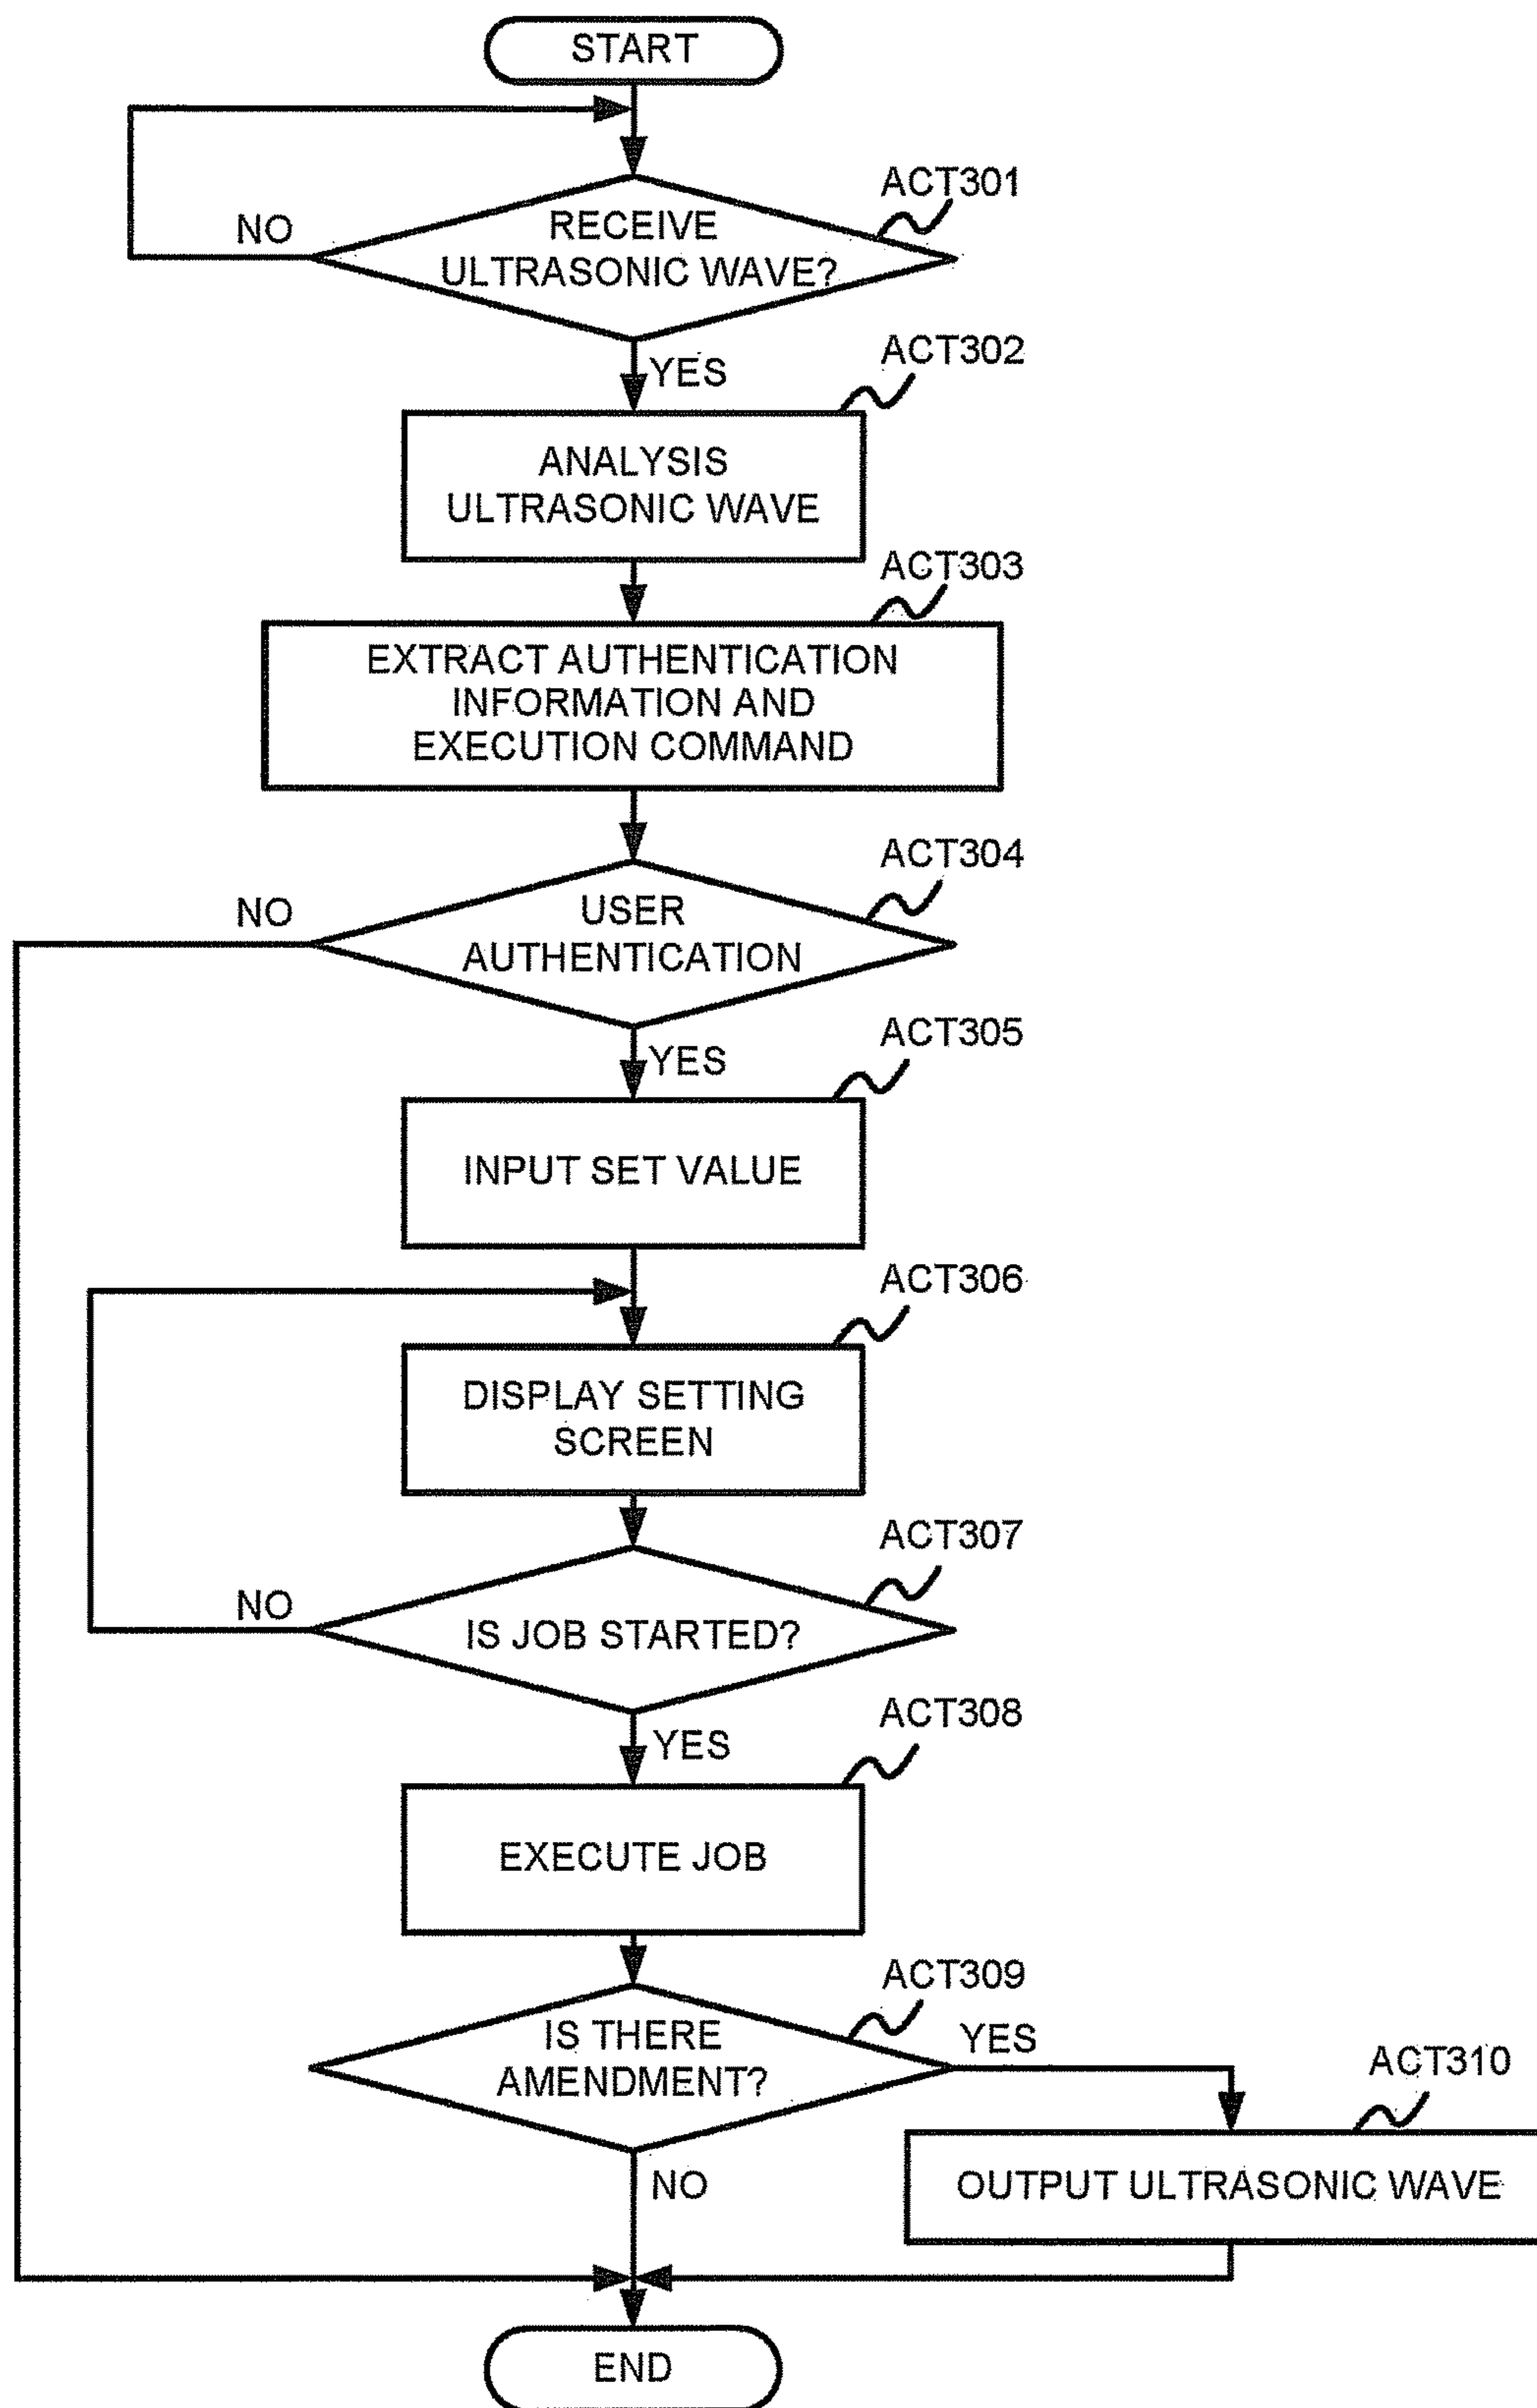 START
ACT301
NO
RECEIVE
ULTRASONIC WAVE?
ACT302
YES
ANALYSIS
ULTRASONIC WAVE
ACT303
EXTRACT AUTHENTICATION
INFORMATION AND
EXECUTION COMMAND
ACT304
NO
USER
AUTHENTICATION
ACT305
YES
INPUT SET VALUE
ACT306
DISPLAY SETTING
SCREEN
ACT307
NO
IS JOB STARTED?
ACT308
YES
EXECUTE JOB
ACT309
IS THERE
AMENDMENT?
YES
ACT310
NO
OUTPUT ULTRASONIC WAVE
END